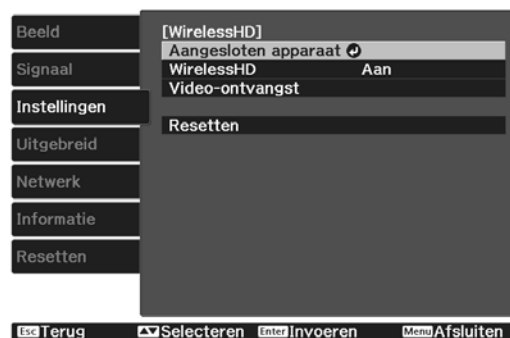 Beeld
Signaal
Instellingen
Uitgebreid
Netwerk
Informatie
Resetten
[WirelessHD]
Aangesloten apparaat
WirelessHD Aan
Video-ontvangst
Resetten
Esc Terug Selecteren Enter Invoeren Menu Afsluiten